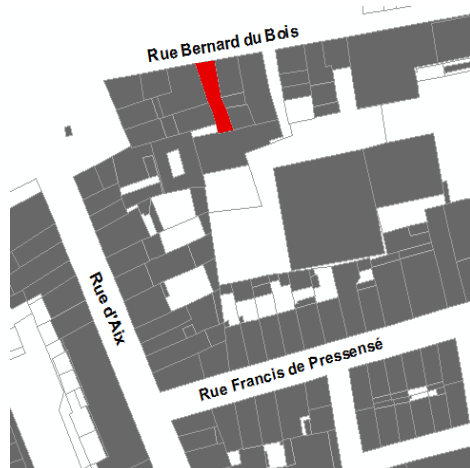 Rue Bernard du Bois
Rue d'Aix
Rue Francis de Pressensé